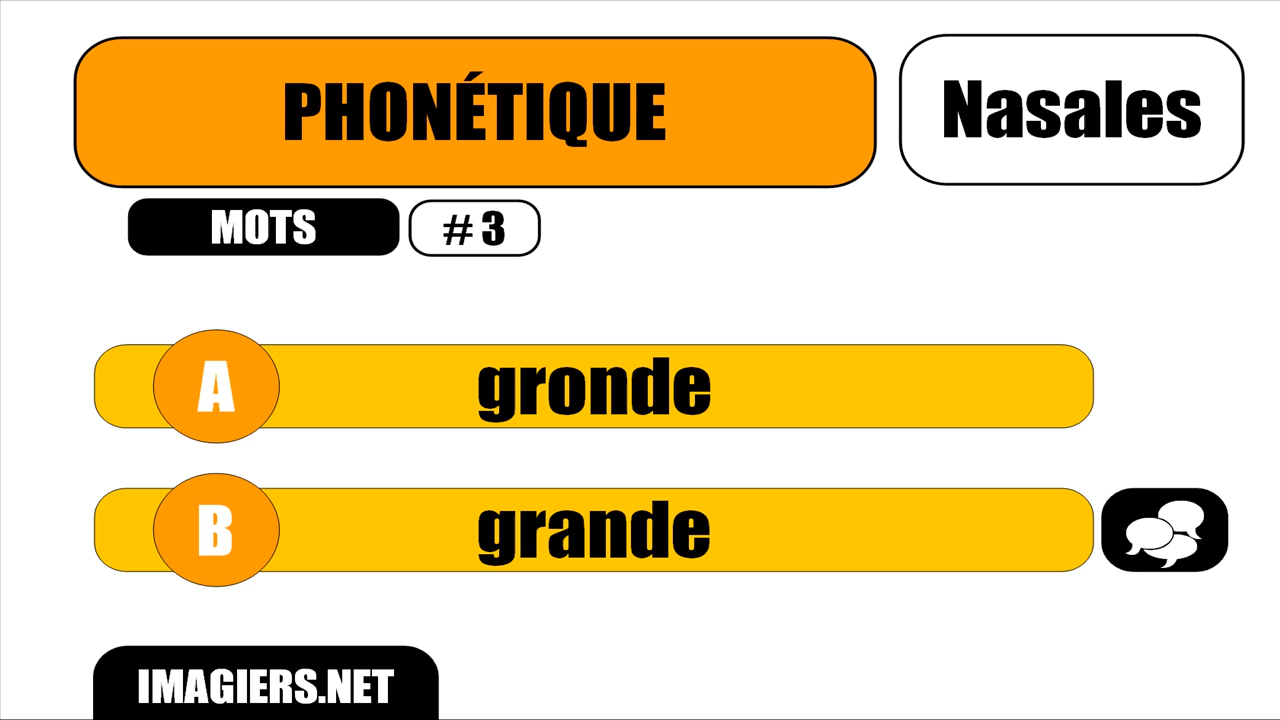 PHONÉTIQUE
Nasales
MOTS
# 3
A
gronde
B
grande
IMAGIERS.NET